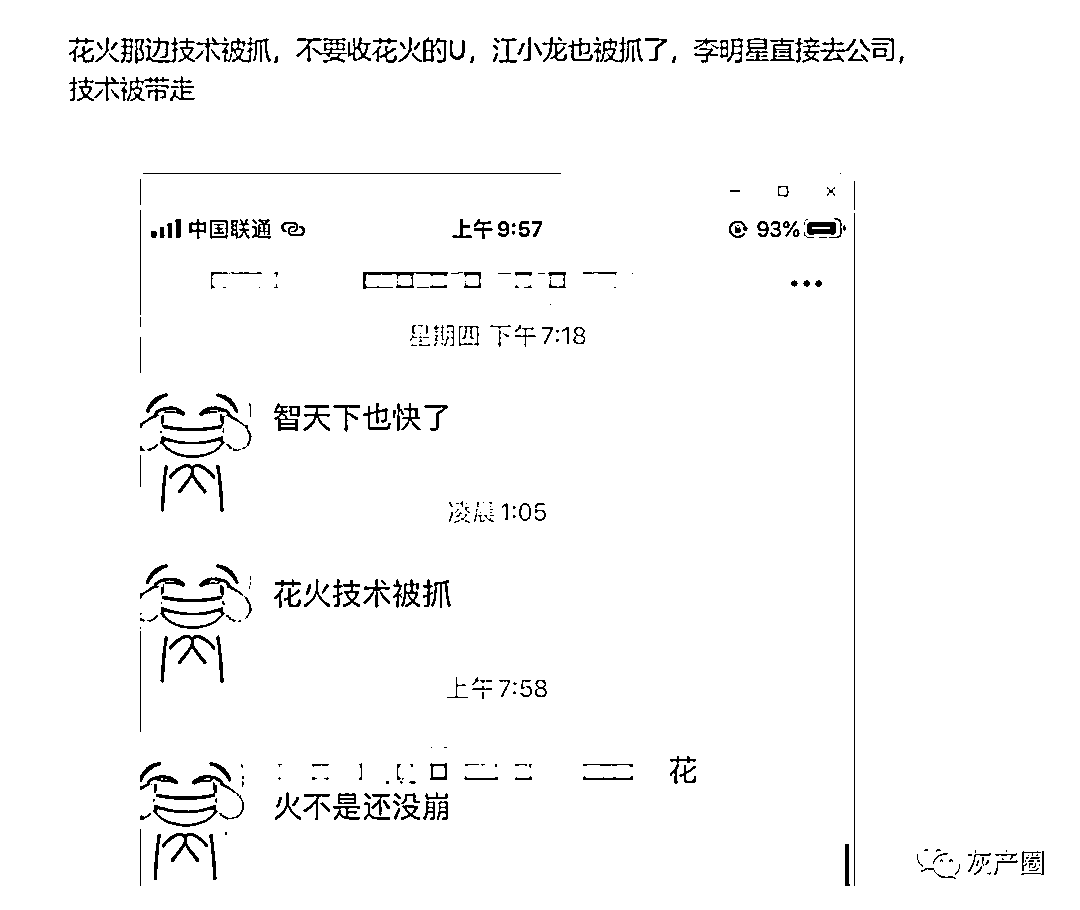 花火那边技术被抓，不要收花火的U，江小龙也被抓了，李明星直接去公司，
技术被带走
中国联通 上午9:57 93%
星期四 下午7:18
智天下也快了
凌晨1:05
花火技术被抓
上午7:58
花
火不是还没崩
灰产圈